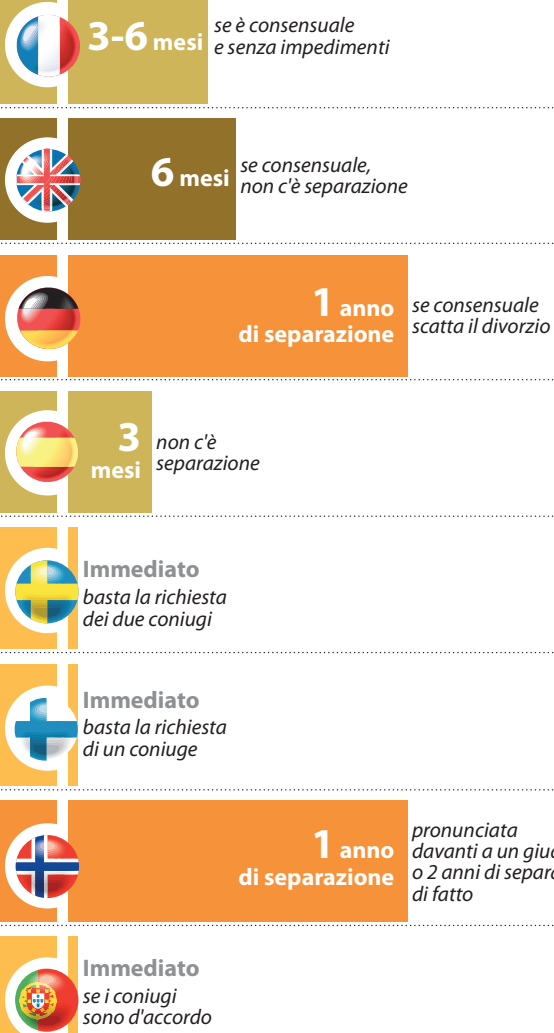 3-6 mesi
se è consensuale
e senza impedimenti
6 mesi
se consensuale,
non c'è separazione
1 anno
di separazione
se consensuale
scatta il divorzio
3
mesi
non c'è
separazione
Immediato
basta la richiesta
dei due coniugi
Immediato
basta la richiesta
di un coniuge
1 anno
di separazione
pronunciata
davanti a un
o 2 anni di
di fatto
Immediato
se i coniugi
sono d'accordo